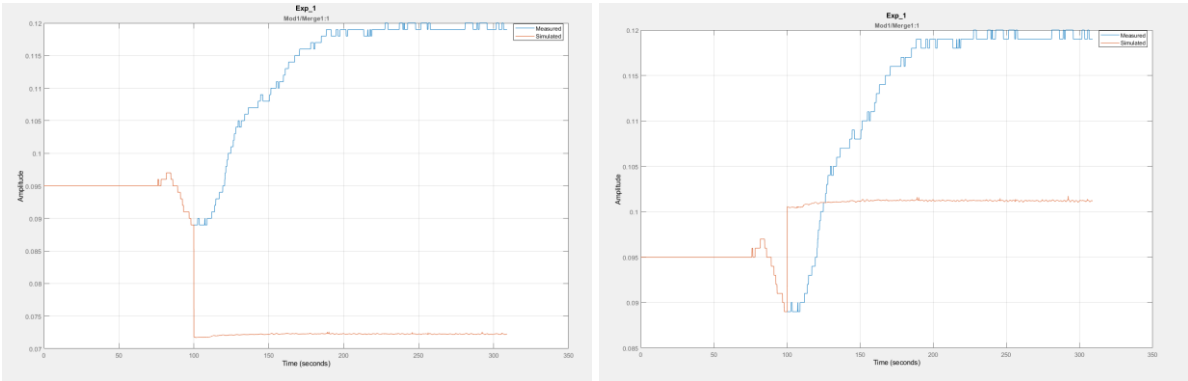 Exp_1
Mod1/Merge1:1
Measured
Simulated
0.12
0.115
0.11
0.105
0.1
0.095
0.09
0.085
0.08
0.075
0.07
Amplitude
0 50 100 150 200 250 300 350
Time (seconds)
Exp_1
Mod1/Merge1:1
Measured
Simulated
0.12
0.115
0.11
0.105
0.1
0.095
0.09
0.085
Amplitude
0 50 100 150 200 250 300 350
Time (seconds)